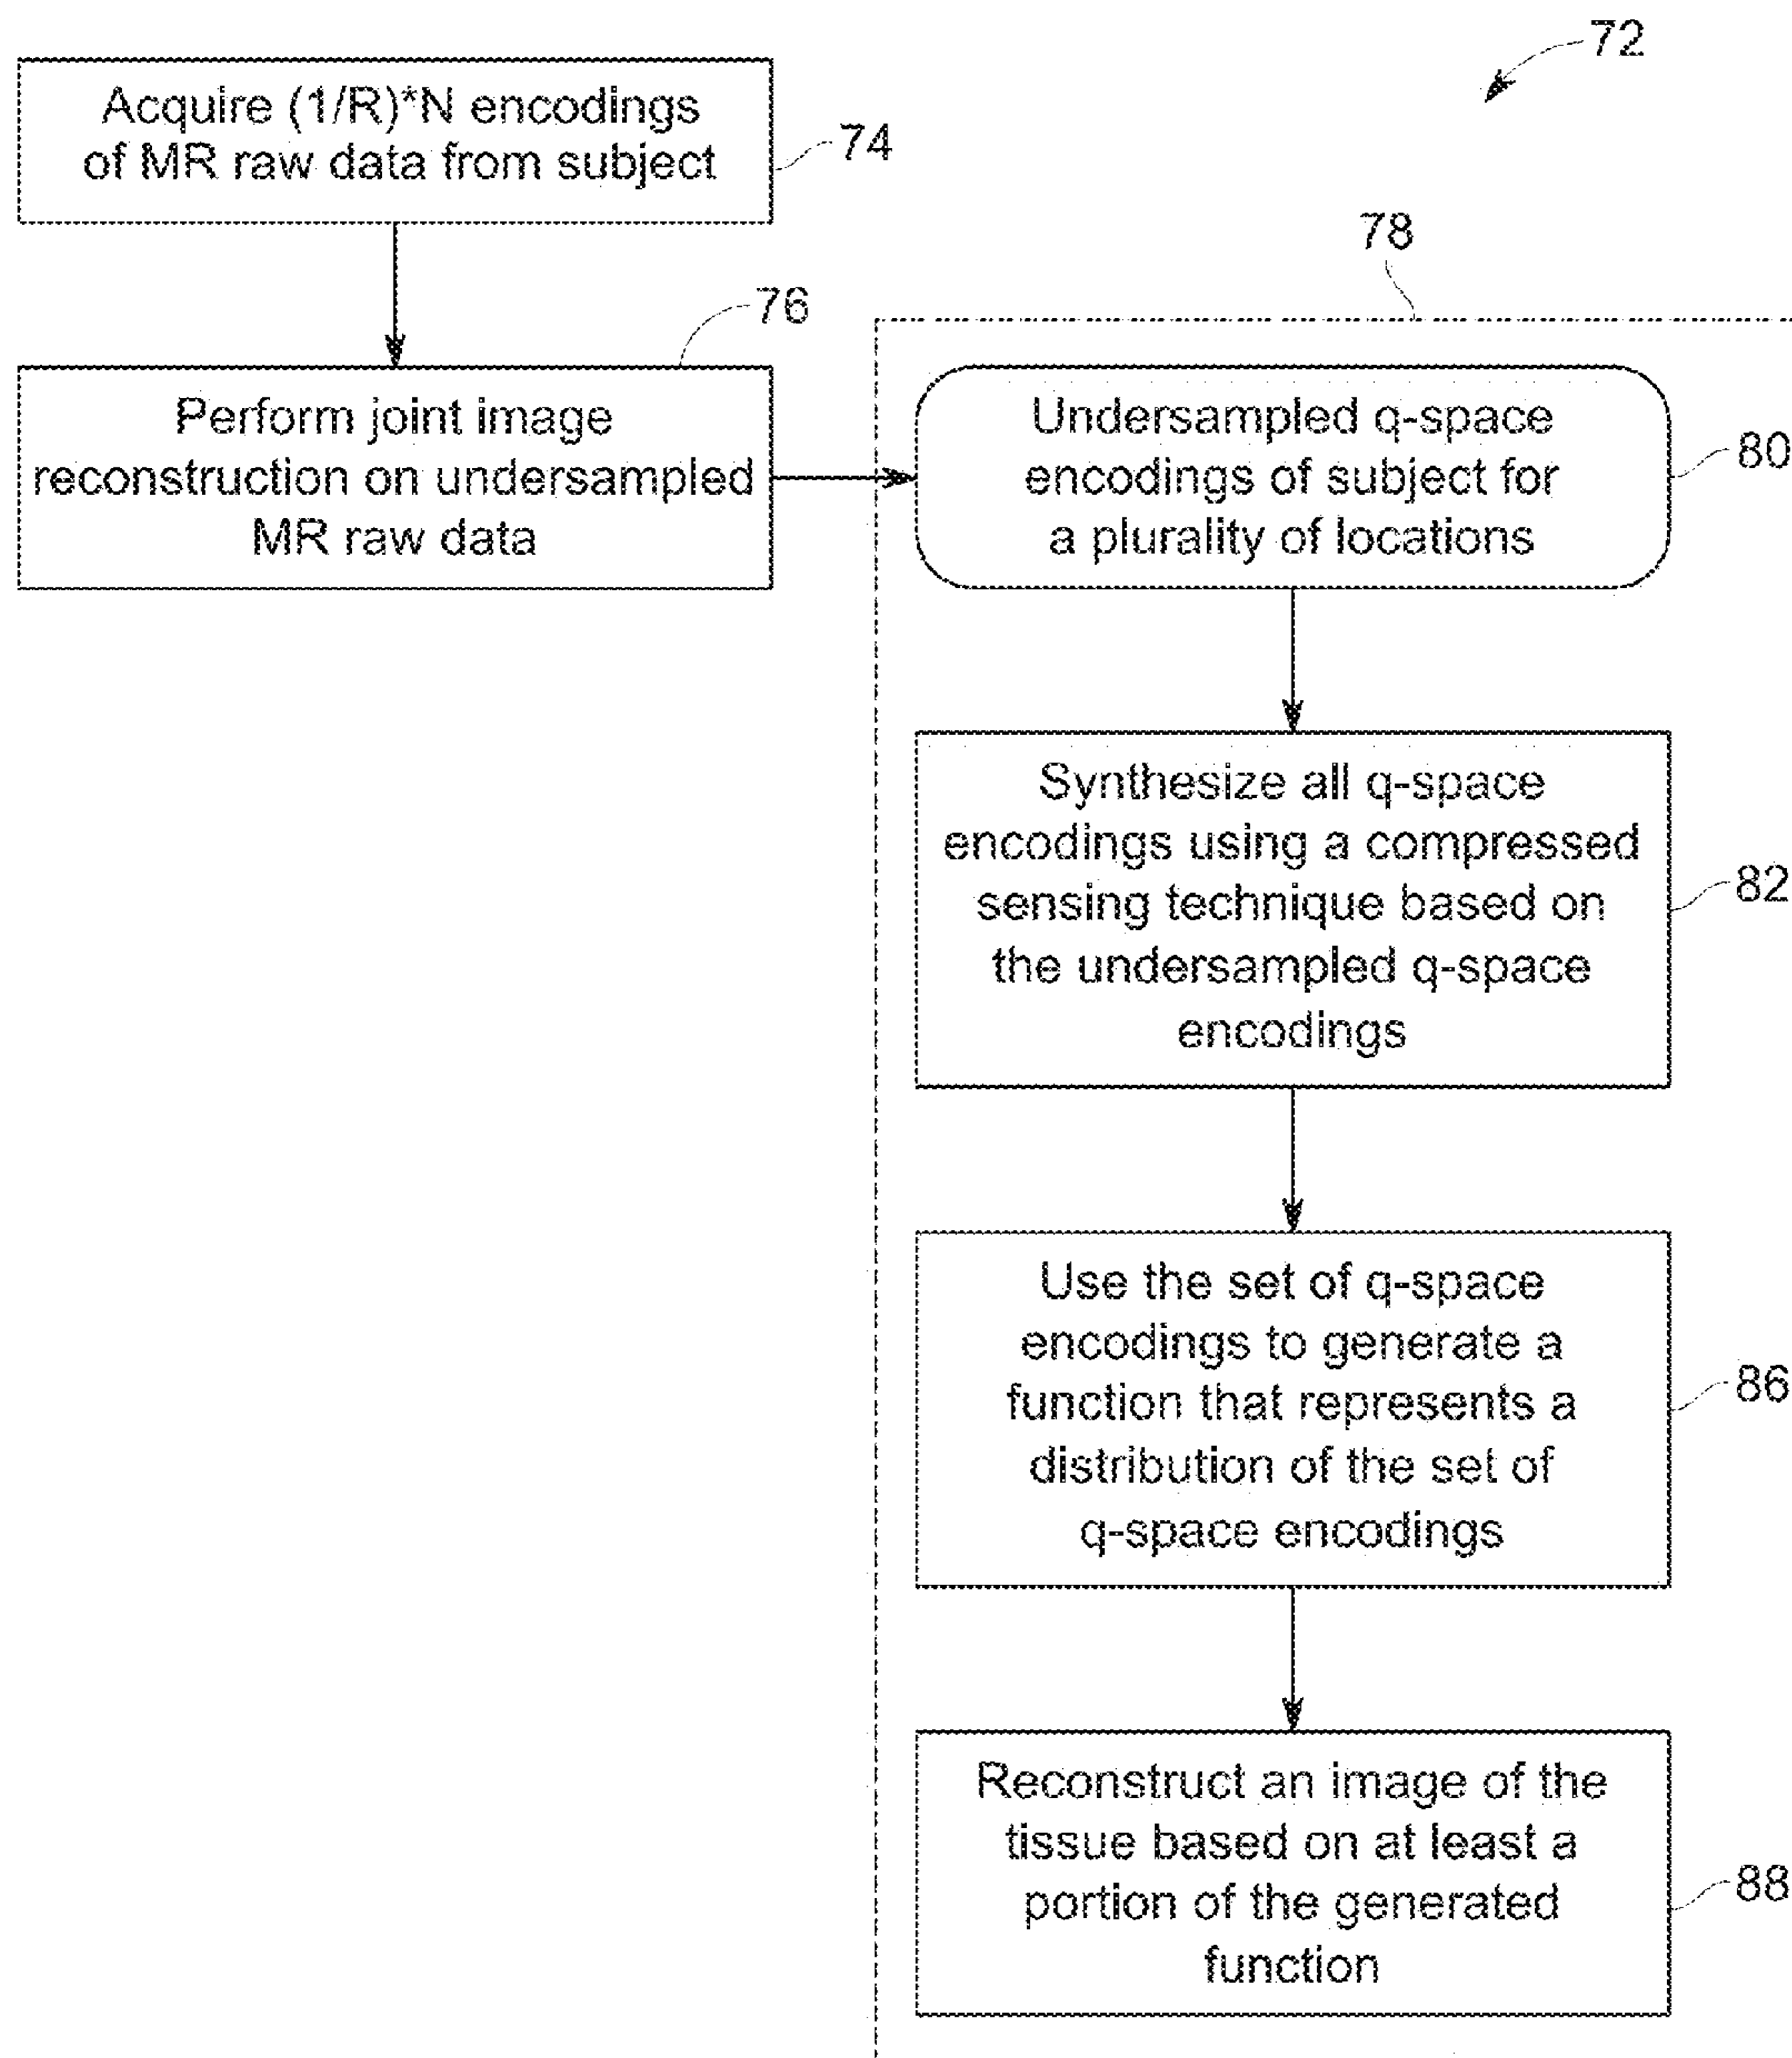 72
Acquire (1/R)*N encodings
of MR raw data from subject
74
76
Perform joint image
reconstruction on undersampled
MR raw data
78
Undersampled q-space
encodings of subject for
a plurality of locations
80
Synthesize all q-space
encodings using a compressed
sensing technique based on
the undersampled q-space
encodings
82
Use the set of q-space
encodings to generate a
function that represents a
distribution of the set of
q-space encodings
86
Reconstruct an image of the
tissue based on at least a
portion of the generated
function
88